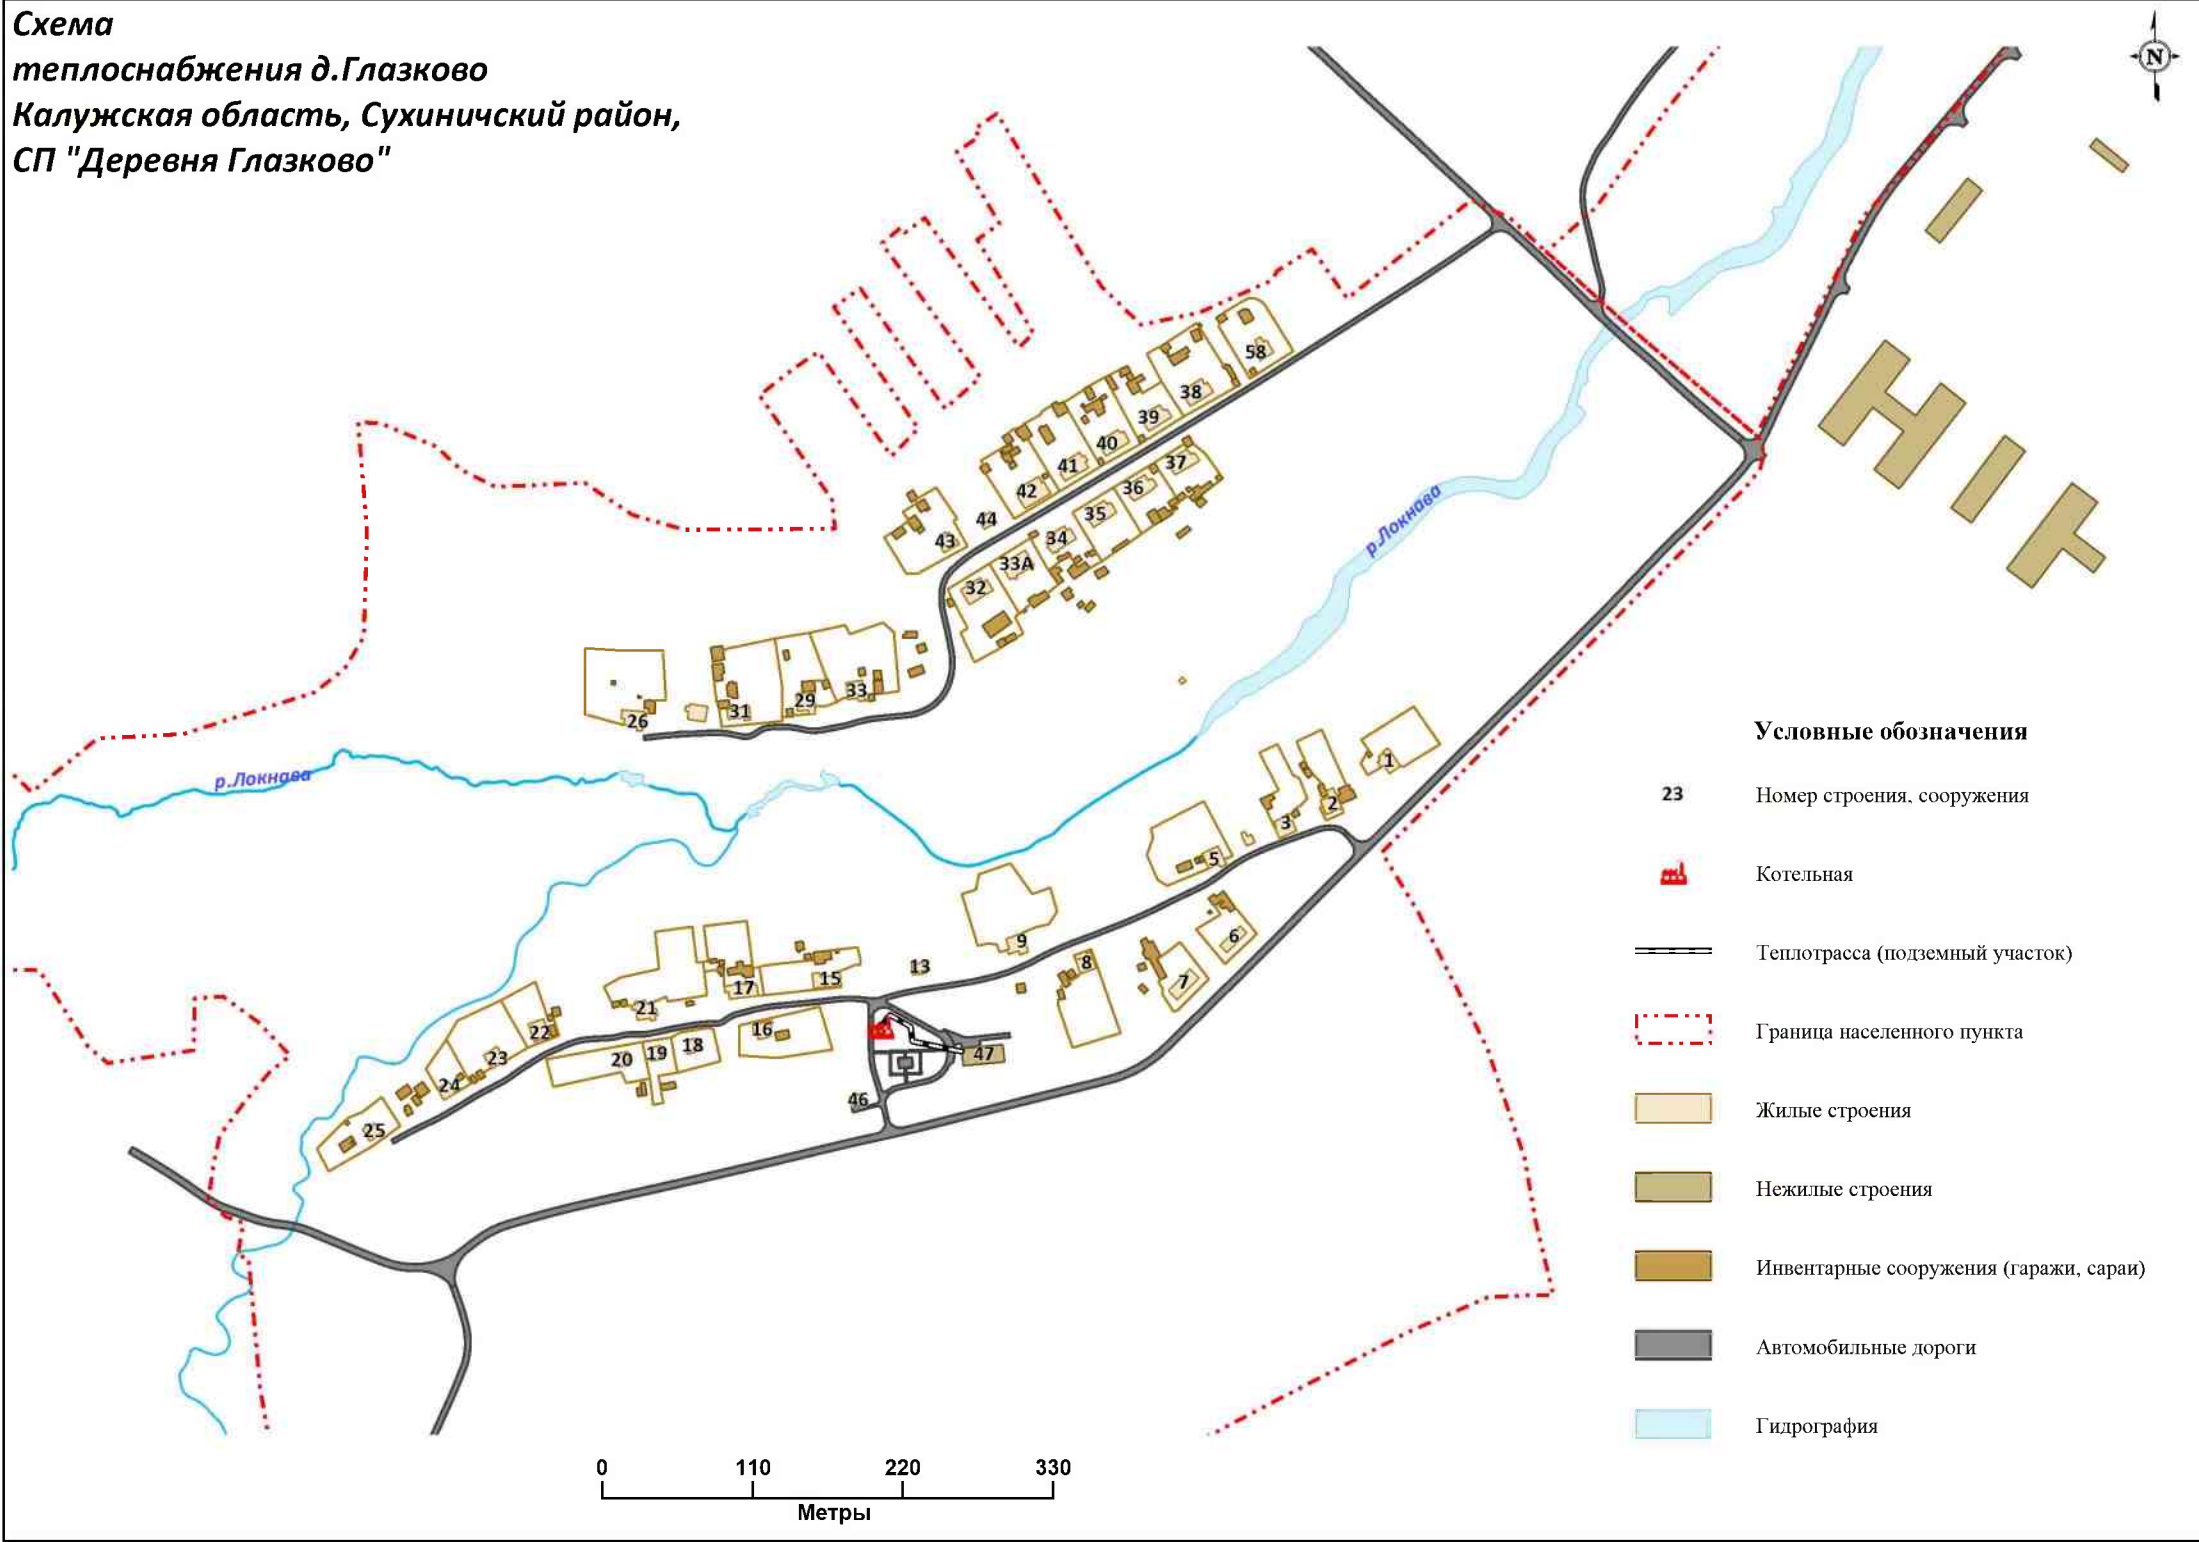 Схема
теплоснабжения д.Глазково
Калужская область, Сухиничский район,
СП "Деревня Глазково"
N
58
38
39
40
37
41
36
42
35
44
34
43
33А
32
р.Локнава
33
29
31
26
р.Локнава
1
2
3
5
6
9
8
7
13
15
17
21
16
22
18
19
20
23
24
25
47
46
Условные обозначения
23 Номер строения, сооружения
Котельная
Теплотрасса (подземный участок)
Граница населенного пункта
Жилые строения
Нежилые строения
Инвентарные сооружения (гаражи, сараи)
Автомобильные дороги
Гидрография
0 110 220 330
Метры